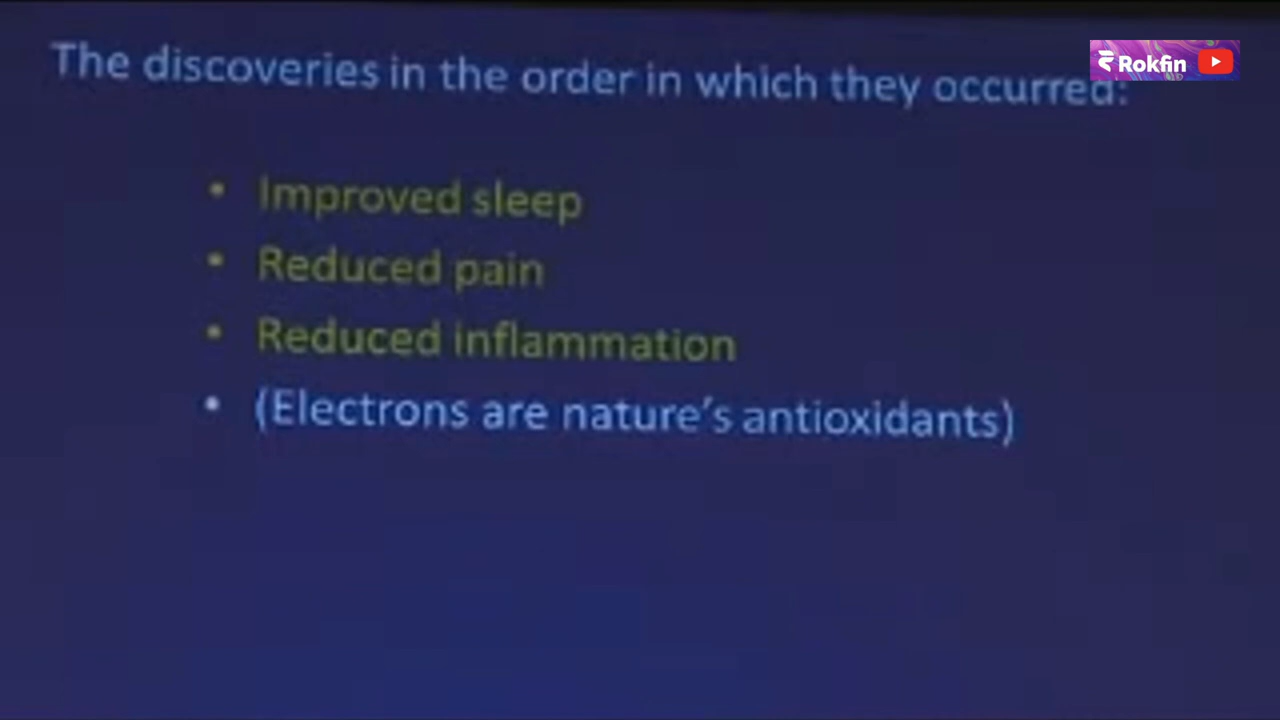 The discoveries in the order in which they occurred:
Rokfin
• Improved sleep
• Reduced pain
• Reduced inflammation
• (Electrons are nature's antioxidants)